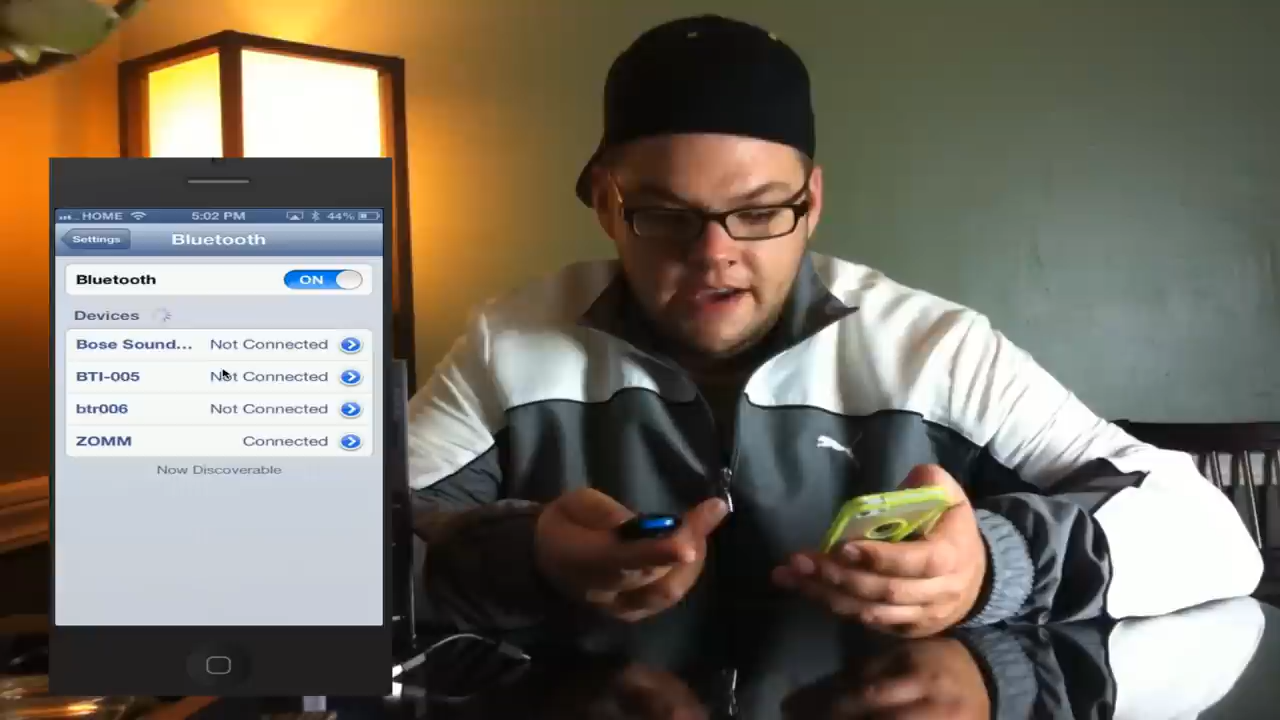 HOME 5:02 PM 44%
Settings Bluetooth
Bluetooth ON
Devices
Bose Sound... Not Connected
BTI-005 Not Connected
btr006 Not Connected
ZOMM Connected
Now Discoverable